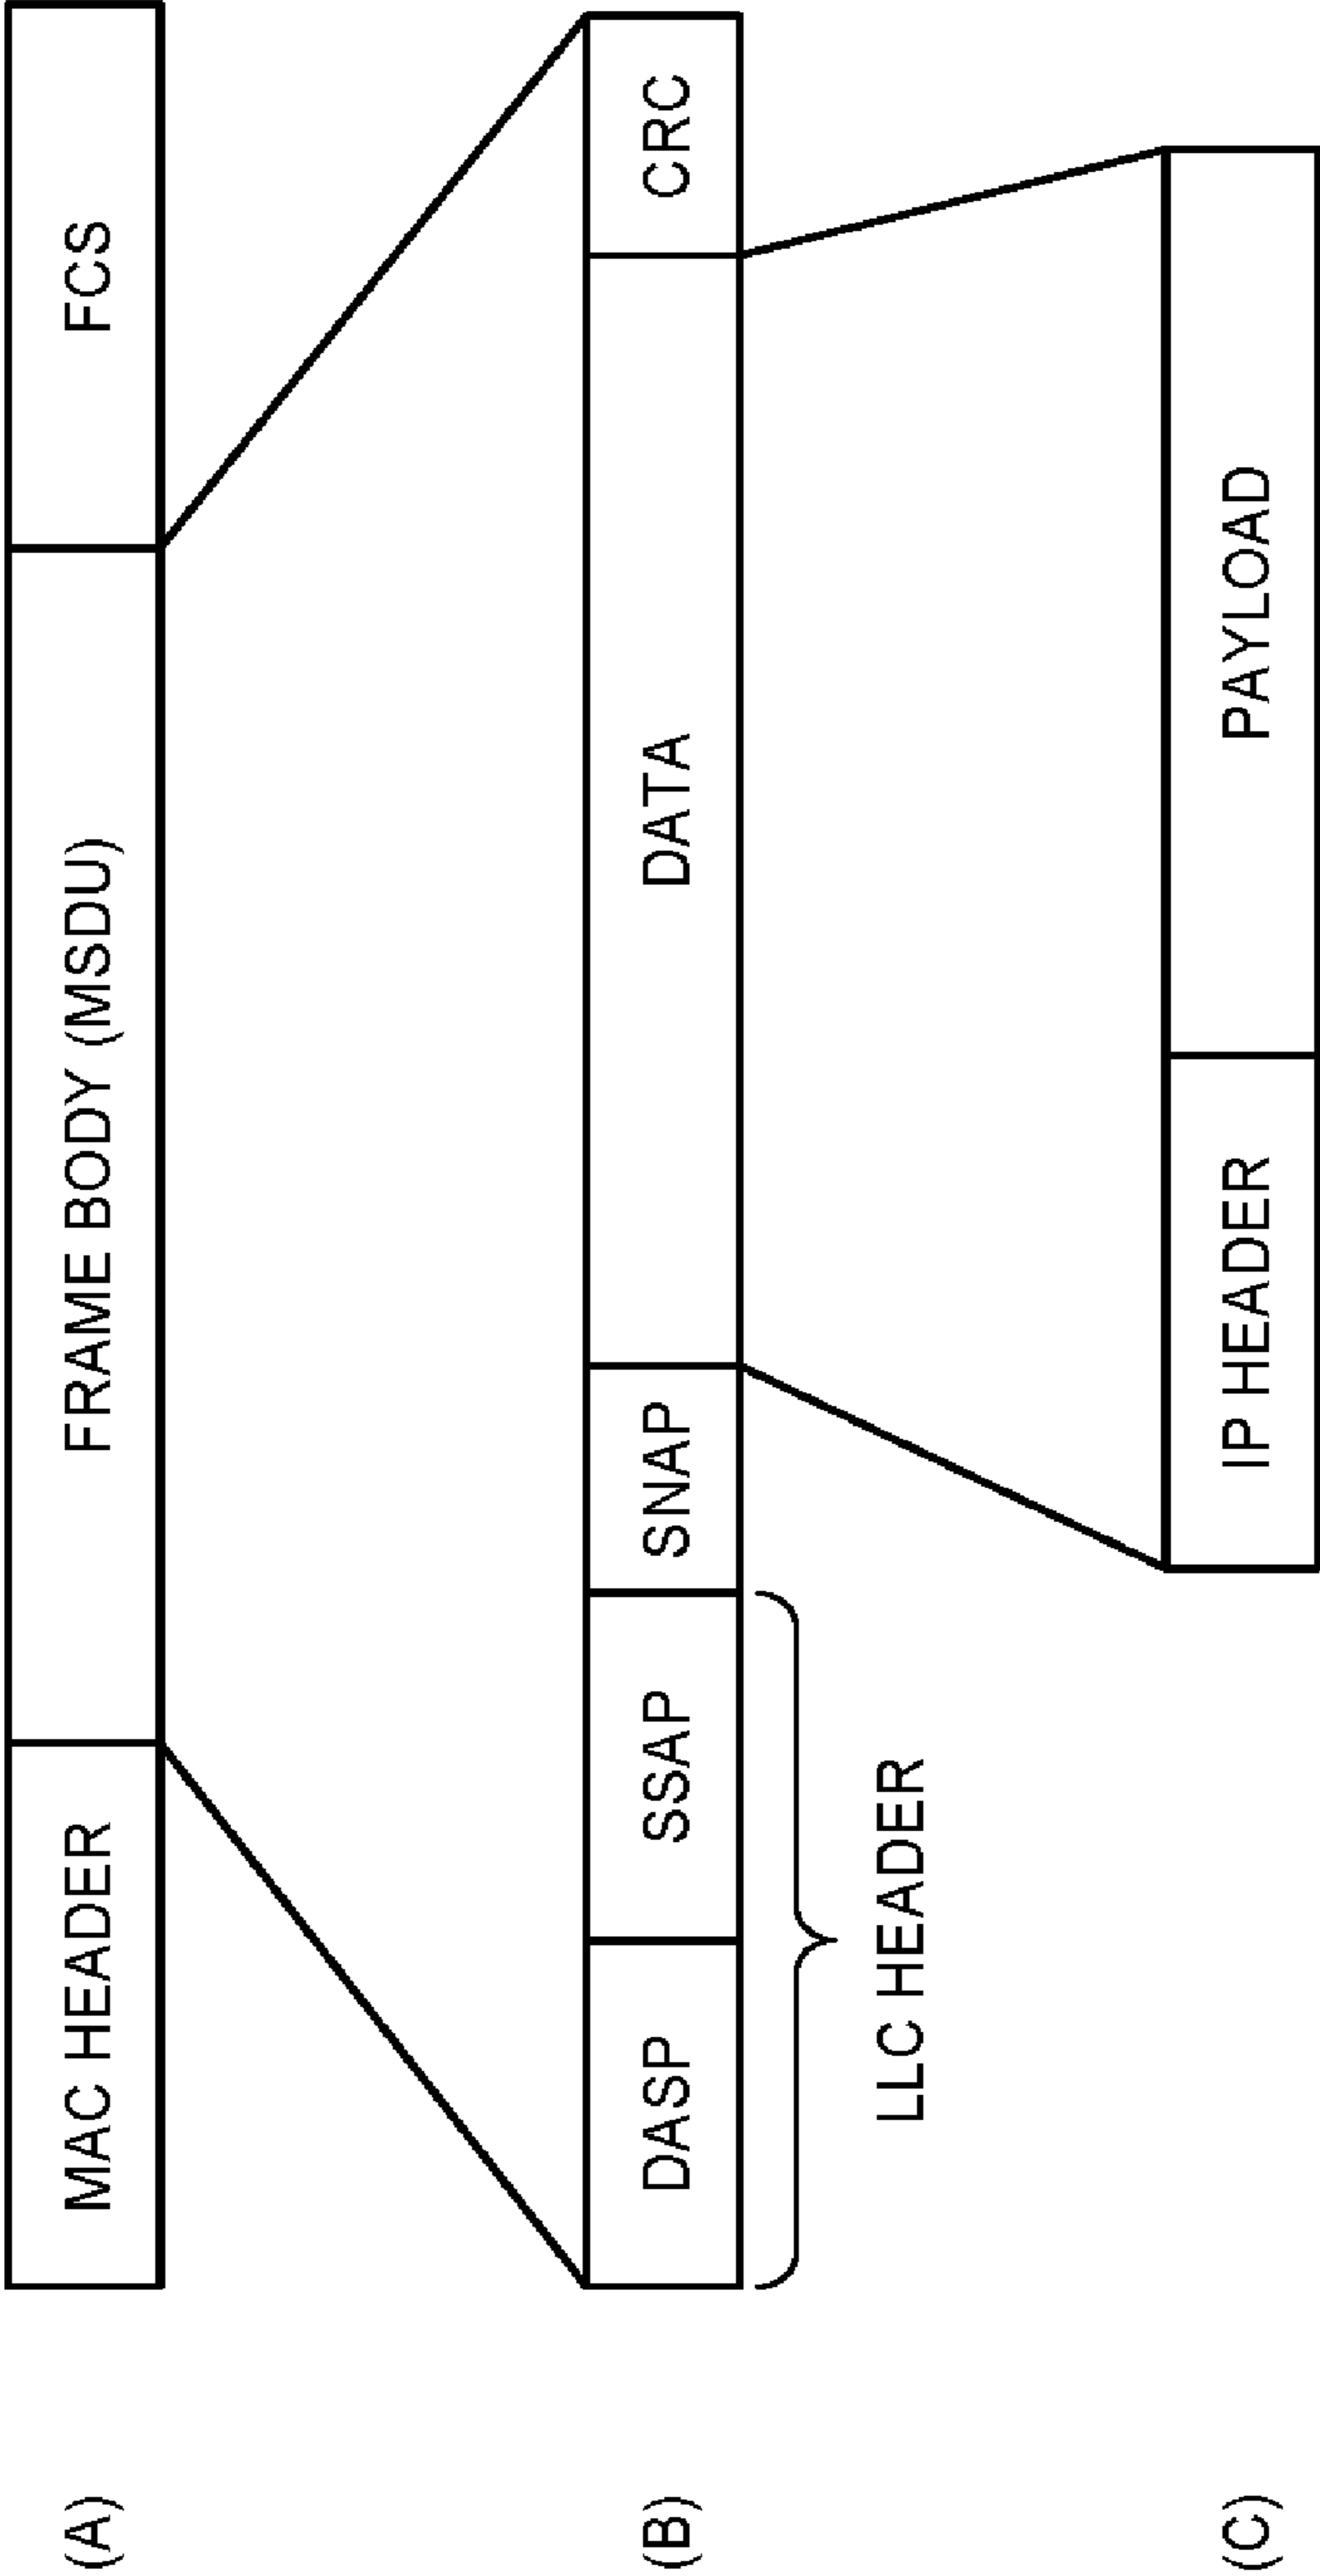 (A)
MAC HEADER
FRAME BODY (MSDU)
FCS
(B)
DASP
SSAP
SNAP
DATA
CRC
LLC HEADER
(C)
IP HEADER
PAYLOAD